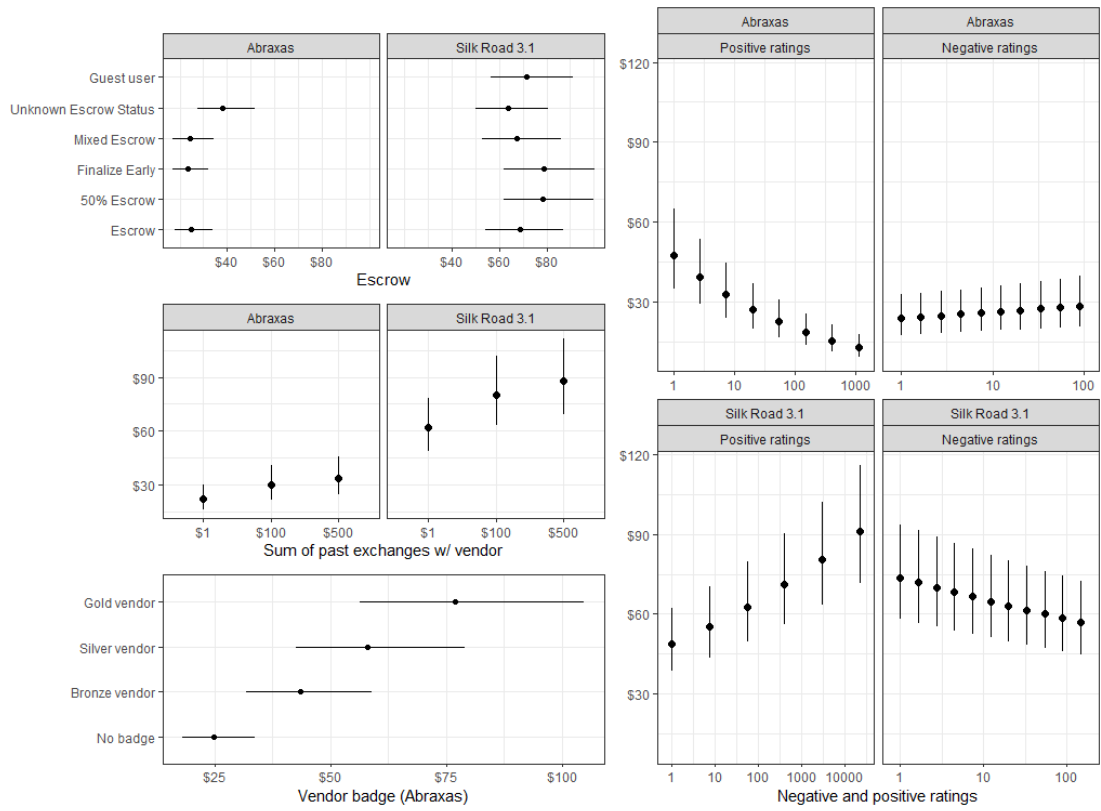 Abraxas
Silk Road 3.1
Guest user
Unknown Escrow Status
Mixed Escrow
Finalize Early
50% Escrow
Escrow
$40
$60
$80
$40
$60
$80
Escrow
Abraxas
Silk Road 3.1
$90
$60
$30
$1
$100
$500
$1
$100
$500
Sum of past exchanges w/ vendor
Gold vendor
Silver vendor
Bronze vendor
No badge
$25
$50
$75
$100
Vendor badge (Abraxas)
Abraxas
Abraxas
Positive ratings
Negative ratings
$120
$90
$60
$30
1
10
100
1000
1
10
100
Silk Road 3.1
Silk Road 3.1
Positive ratings
Negative ratings
$120
$90
$60
$30
1
10
100
1000
10000
1
10
100
Negative and positive ratings